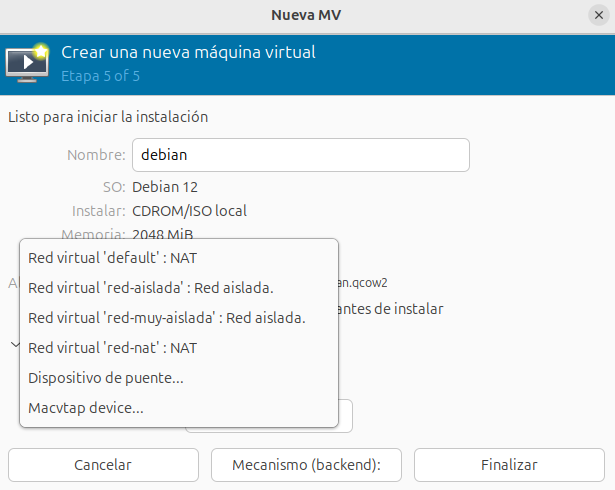 Nueva MV
Crear una nueva máquina virtual
Etapa 5 of 5
Listo para iniciar la instalación
Nombre: debian
SO: Debian 12
Instalar: CDROM/ISO local
Memoria: 2048 MiB
Red virtual 'default' : NAT
Red virtual 'red-aislada' : Red aislada.
an.qcow2
Red virtual 'red-muy-aislada' : Red aislada.
antes de instalar
Red virtual 'red-nat' : NAT
Dispositivo de puente...
Macvtap device...
Cancelar
Mecanismo (backend):
Finalizar